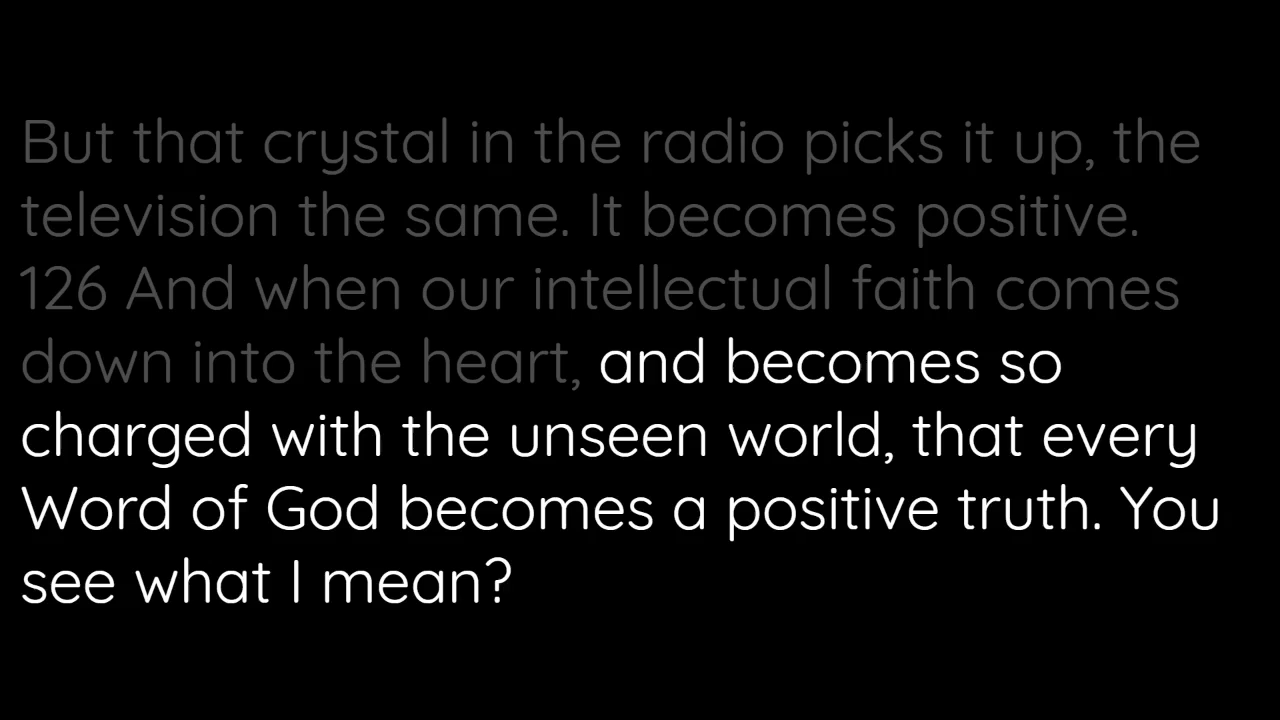 But that crystal in the radio picks it up, the
television the same. It becomes positive.
126 And when our intellectual faith comes
down into the heart, and becomes so
charged with the unseen world, that every
Word of God becomes a positive truth. You
see what I mean?